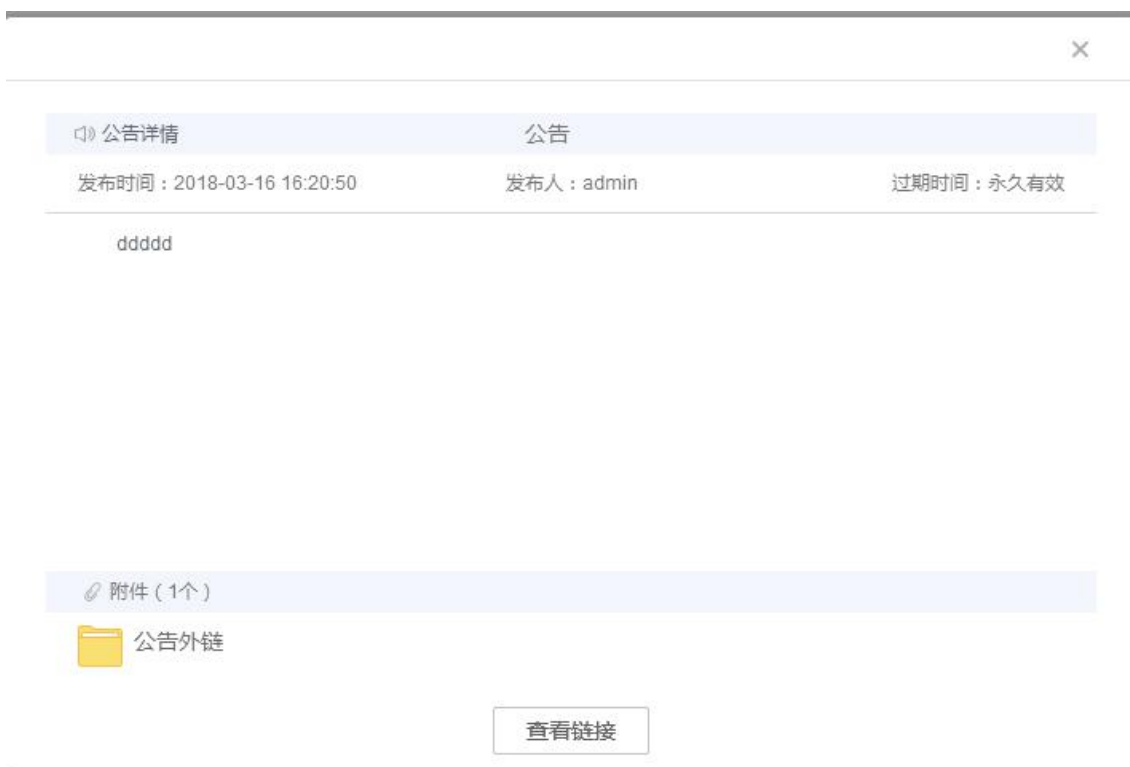 公告详情 公告
发布时间：2018-03-16 16:20:50 发布人：admin 过期时间：永久有效
ddddd
附件（1个）
公告外链
查看链接